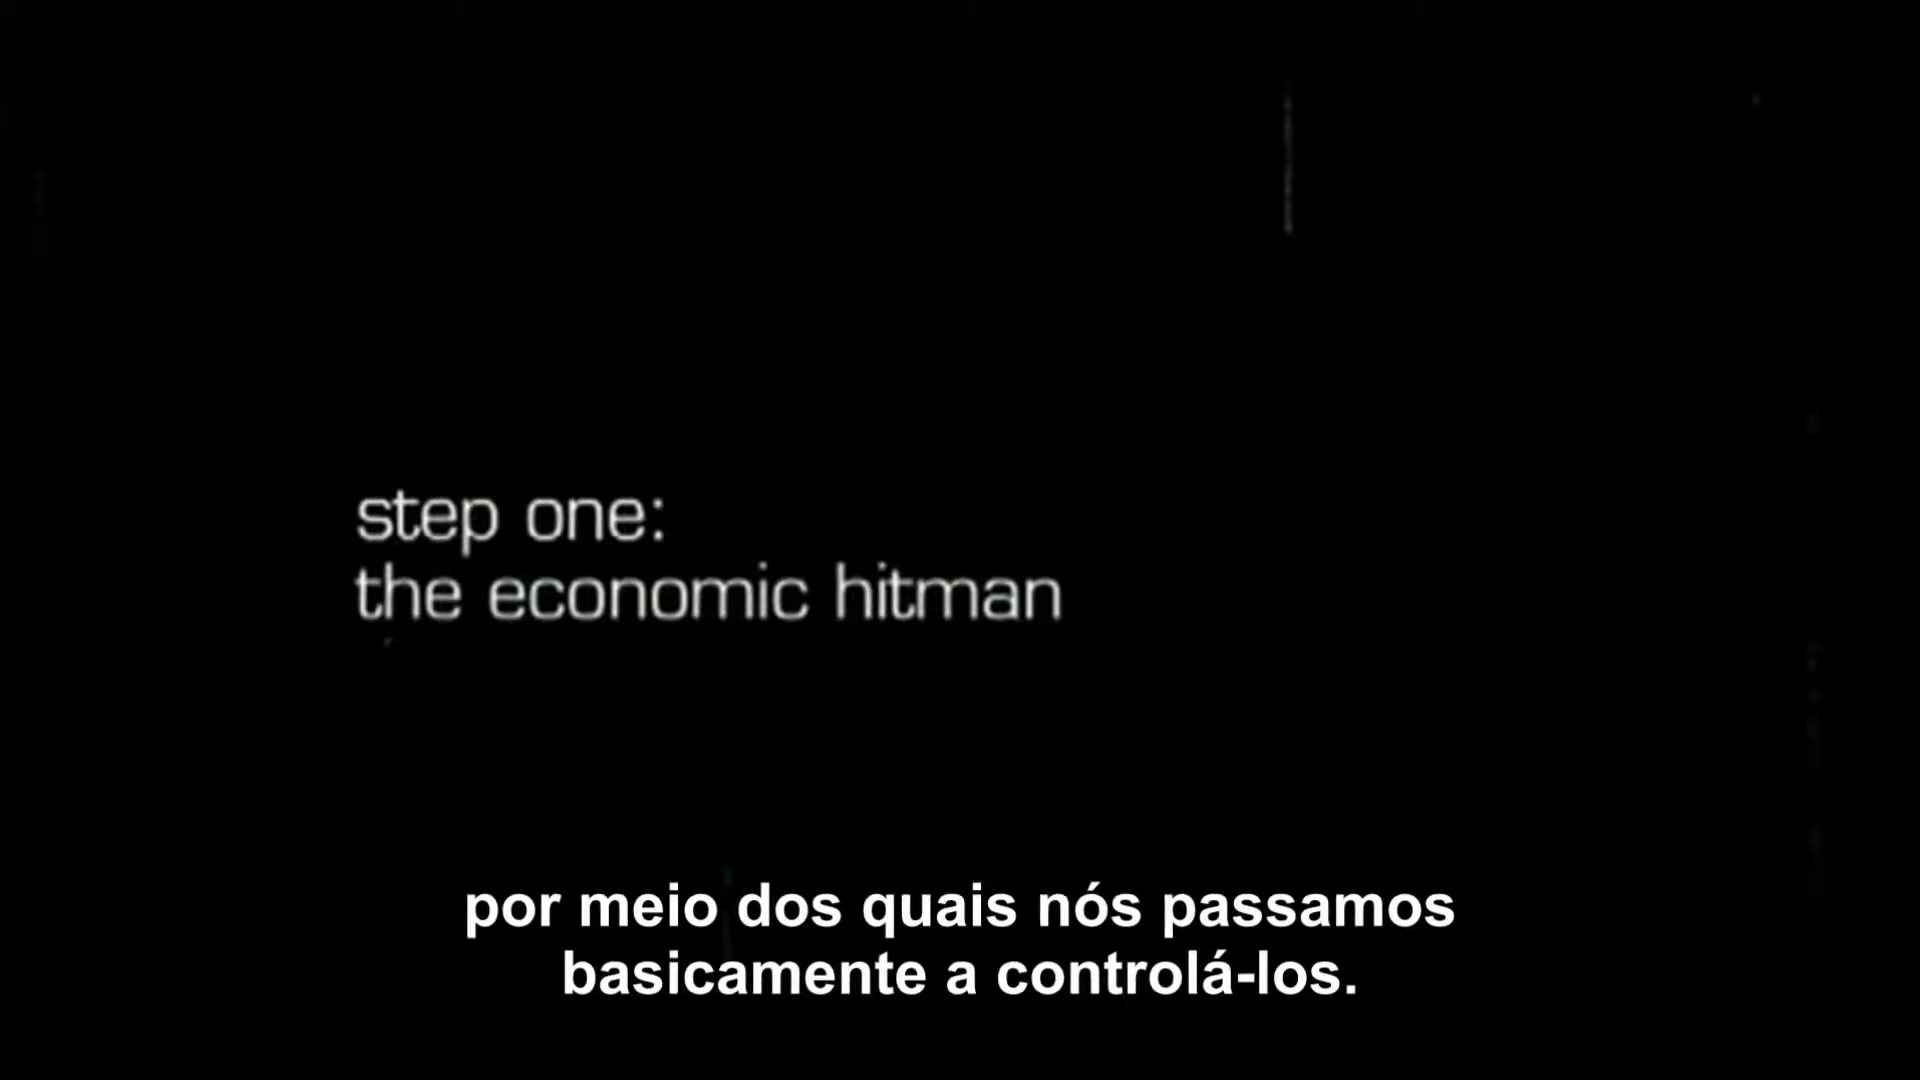 step one:
the economic hitman
por meio dos quais nós passamos
basicamente a controlá-los.